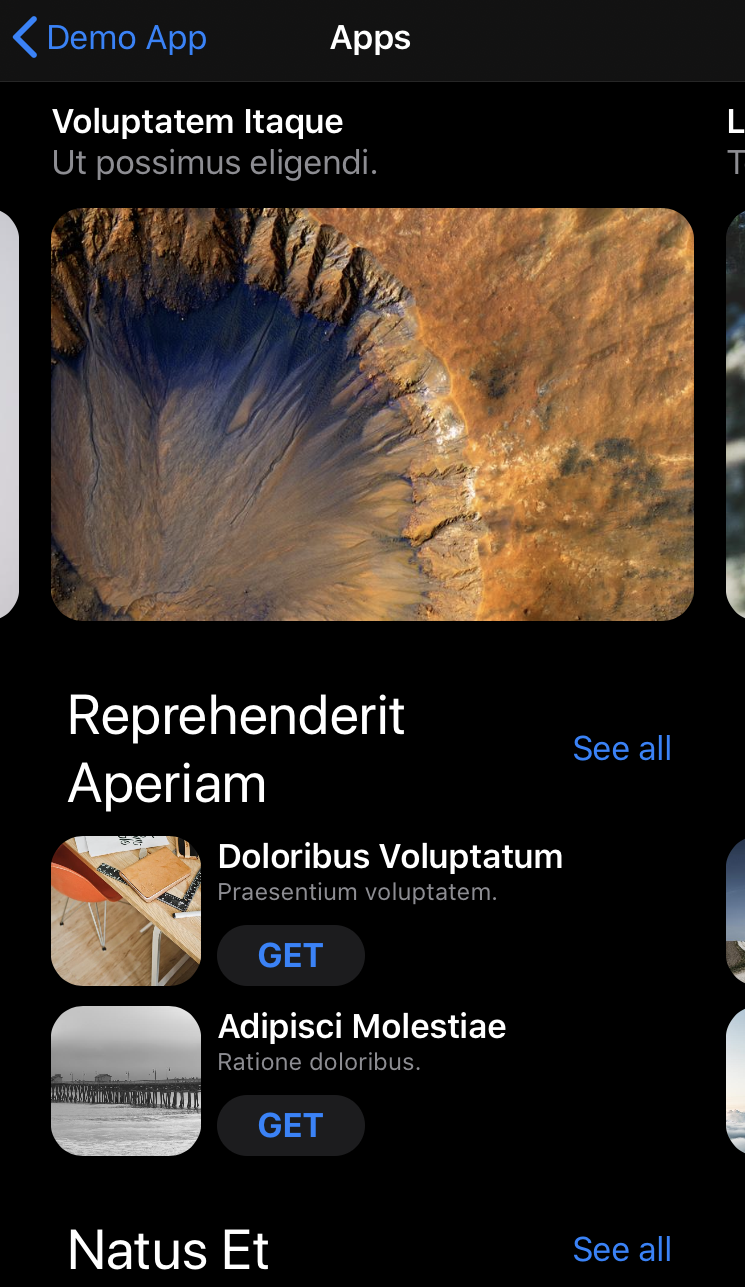 Demo App
Apps
Voluptatem Itaque
L
Ut possimus eligendi.
T
Reprehenderit
Aperiam
See all
Doloribus Voluptatum
Praesentium voluptatem.
GET
Adipisci Molestiae
Ratione doloribus.
GET
Natus Et
See all